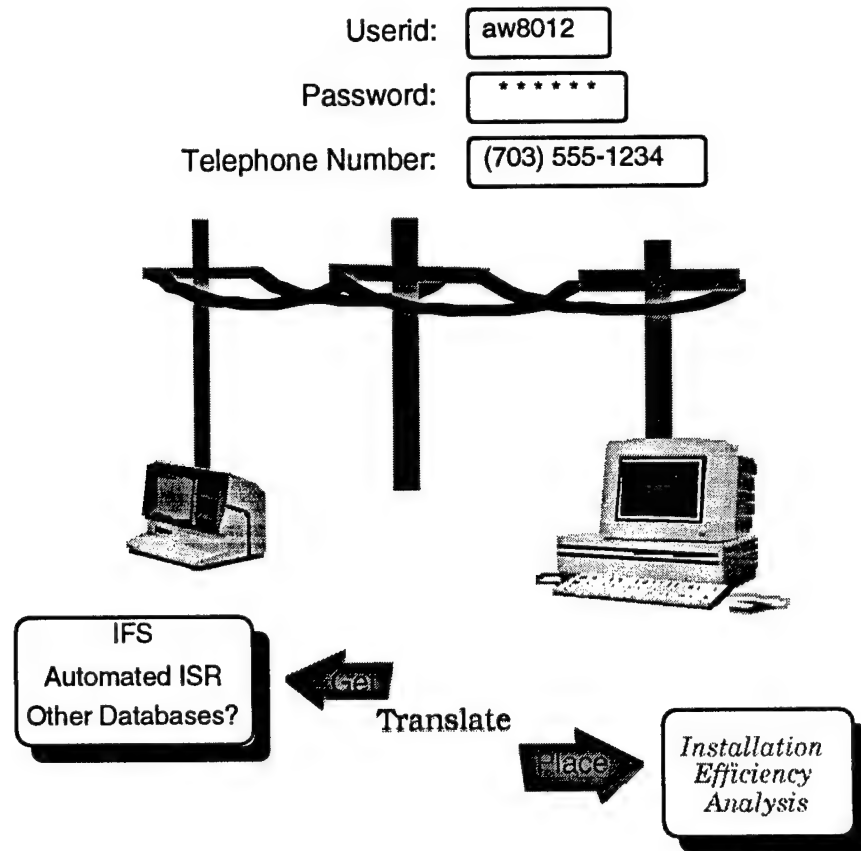 Userid: aw8012
Password: * * * * * *
Telephone Number: (703) 555-1234
IFS
Automated ISR
Other Databases?
Get
Translate
Place
Installation
Efficiency
Analysis